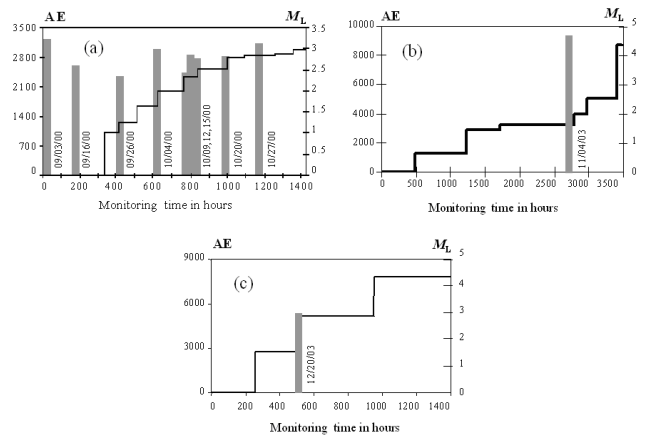 AE M_L
(a)
3500 2800 2100 1400 700 0
3.5 3 2.5 2 1.5 1 0.5 0
09/03/00 09/16/00 09/26/00 10/04/00 10/09,12,15/00 10/20/00 10/27/00
0 200 400 600 800 1000 1200 1400
Monitoring time in hours
AE M_L
(b)
10000 8000 6000 4000 2000 0
5 4 3 2 1 0
11/04/03
0 500 1000 1500 2000 2500 3000 3500
Monitoring time in hours
AE M_L
(c)
9000 6000 3000 0
5 4 3 2 1 0
12/20/03
0 200 400 600 800 1000 1200 1400
Monitoring time in hours